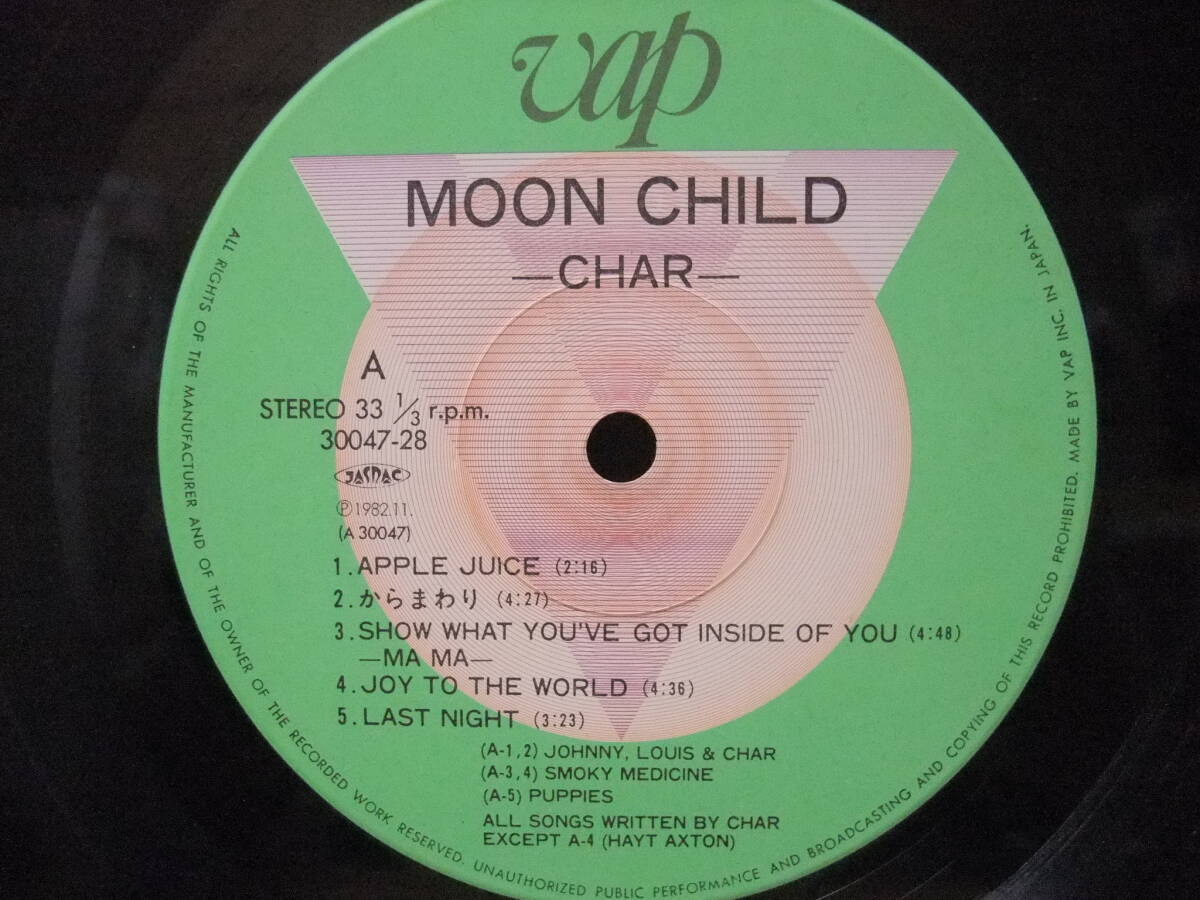 vap
MOON CHILD
—CHAR—
A
STEREO 33 1/3 r.p.m.
30047-28
JASRAC
Ⓟ1982.11.
(A 30047)
1.APPLE JUICE (2:16)
2.からまわり (4:27)
3.SHOW WHAT YOU'VE GOT INSIDE OF YOU (4:48)
—MA MA—
4.JOY TO THE WORLD (4:36)
5.LAST NIGHT (3:23)
(A-1,2) JOHNNY, LOUIS & CHAR
(A-3,4) SMOKY MEDICINE
(A-5) PUPPIES
ALL SONGS WRITTEN BY CHAR
EXCEPT A-4 (HAYT AXTON)
ALL RIGHTS OF THE MANUFACTURER AND OF THE OWNER OF THE RECORDED WORK RESERVED. UNAUTHORIZED PUBLIC PERFORMANCE AND BROADCASTING AND COPYING OF THIS RECORD PROHIBITED. MADE BY VAP INC. IN JAPAN.